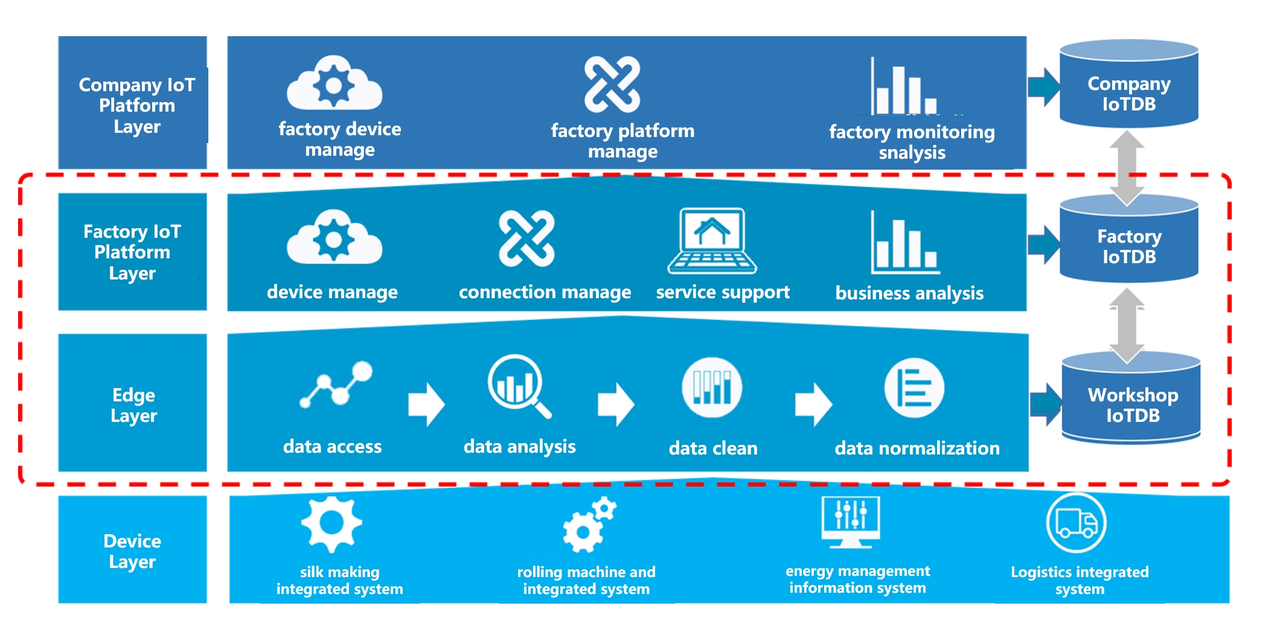 Company IoT
Platform
Layer
factory device
manage
factory platform
manage
factory monitoring
snalysis
Company
IoTDB
Factory IoT
Platform
Layer
device manage
connection manage
service support
business analysis
Factory
IoTDB
Edge
Layer
data access
data analysis
data clean
data normalization
Workshop
IoTDB
Device
Layer
silk making
integrated system
rolling machine and
integrated system
energy management
information system
Logistics integrated
system